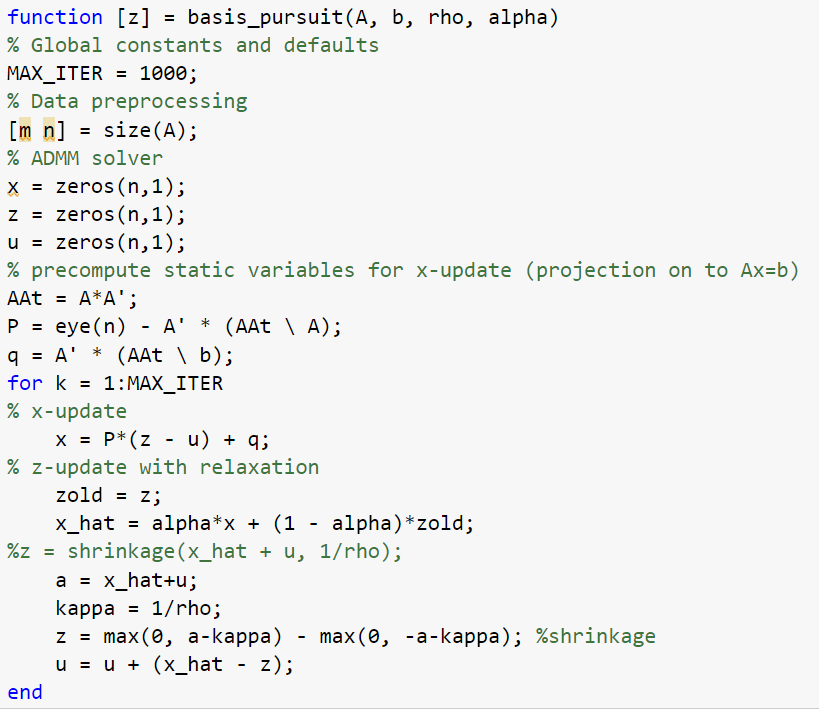 function [z] = basis_pursuit(A, b, rho, alpha)
% Global constants and defaults
MAX_ITER = 1000;
% Data preprocessing
[m n] = size(A);
% ADMM solver
x = zeros(n,1);
z = zeros(n,1);
u = zeros(n,1);
% precompute static variables for x-update (projection on to Ax=b)
AAt = A*A';
P = eye(n) - A' * (AAt \ A);
q = A' * (AAt \ b);
for k = 1:MAX_ITER
% x-update
    x = P*(z - u) + q;
% z-update with relaxation
    zold = z;
    x_hat = alpha*x + (1 - alpha)*zold;
%z = shrinkage(x_hat + u, 1/rho);
    a = x_hat+u;
    kappa = 1/rho;
    z = max(0, a-kappa) - max(0, -a-kappa); %shrinkage
    u = u + (x_hat - z);
end